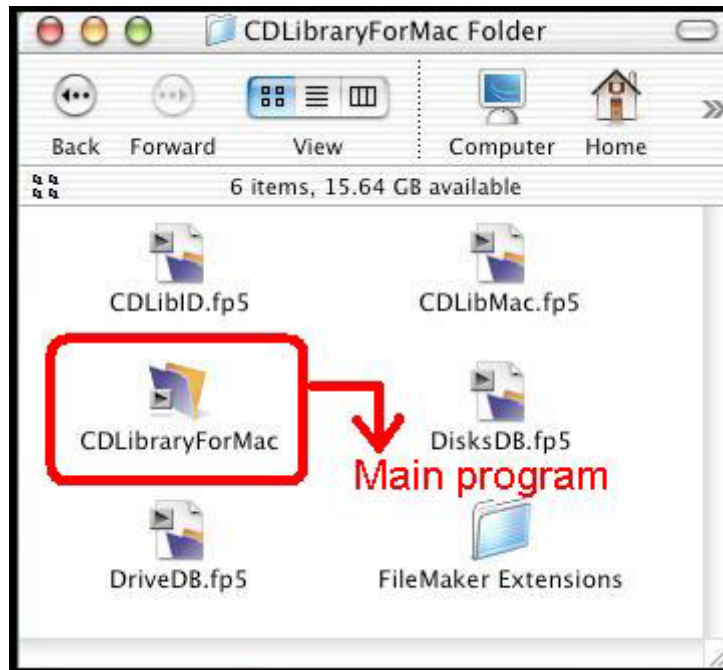 CDLibraryForMac Folder
Back Forward View Computer Home
6 items, 15.64 GB available
CDLibID.fp5 CDLibMac.fp5
CDLibraryForMac DisksDB.fp5
Main program
DriveDB.fp5 FileMaker Extensions